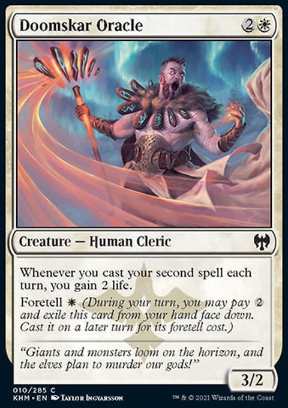 Doomskar Oracle 2
Creature — Human Cleric
Whenever you cast your second spell each
turn, you gain 2 life.
Foretell (During your turn, you may pay 2
and exile this card from your hand face down.
Cast it on a later turn for its foretell cost.)
"Giants and monsters loom on the horizon, and
the elves plan to murder our gods!"
3/2
010/285 C
KHM • EN Taylor Ingvarsson
™ & © 2021 Wizards of the Coast